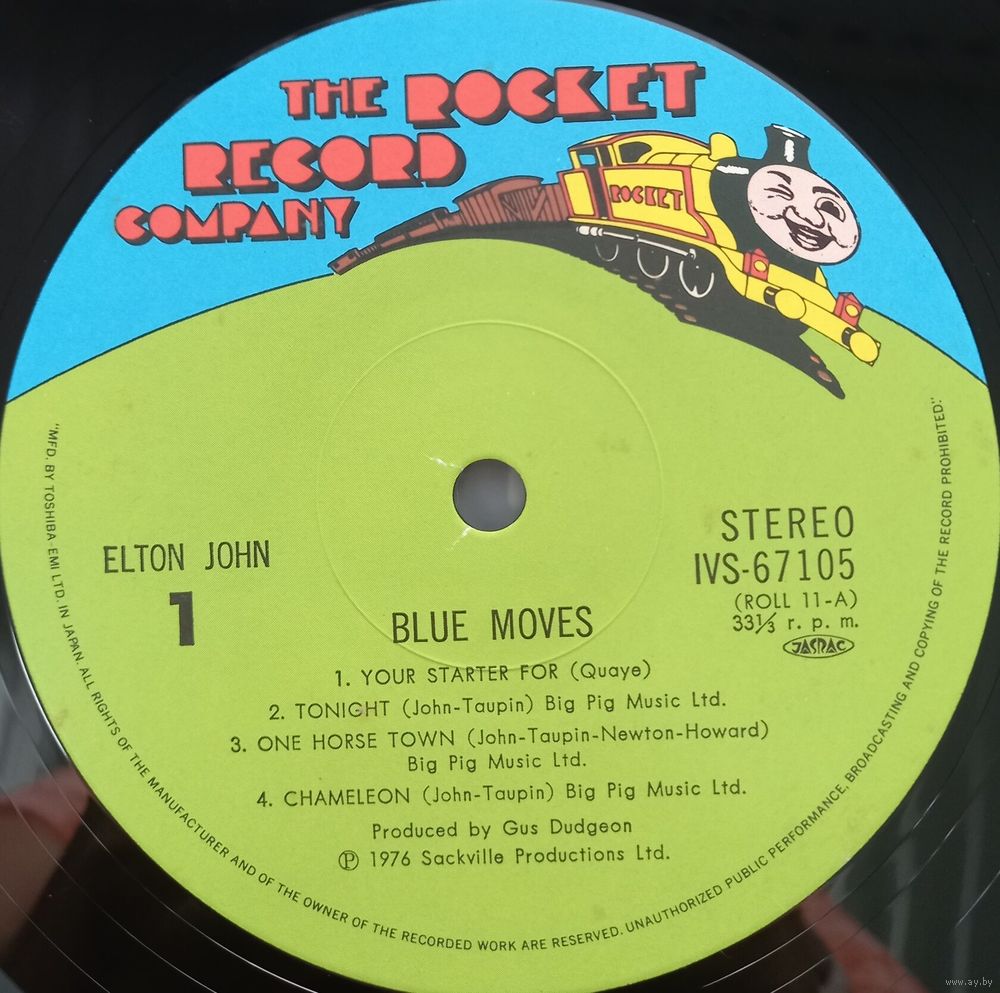 THE ROCKET
RECORD
COMPANY
ROCKET
ELTON JOHN
1
STEREO
IVS-67105
(ROLL 11-A)
33⅓ r. p. m.
JASRAC
BLUE MOVES
1. YOUR STARTER FOR (Quaye)
2. TONIGHT (John-Taupin) Big Pig Music Ltd.
3. ONE HORSE TOWN (John-Taupin-Newton-Howard)
Big Pig Music Ltd.
4. CHAMELEON (John-Taupin) Big Pig Music Ltd.
Produced by Gus Dudgeon
℗ 1976 Sackville Productions Ltd.
"MFD. BY TOSHIBA EMI LTD. IN JAPAN. ALL RIGHTS OF THE MANUFACTURER AND OF THE OWNER OF THE RECORDED WORK ARE RESERVED. UNAUTHORIZED PUBLIC PERFORMANCE, BROADCASTING AND COPYING OF THE RECORD PROHIBITED."
www.ay.by